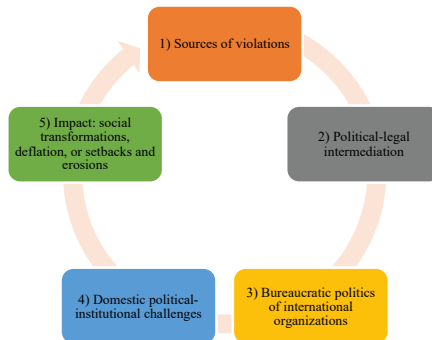 1) Sources of violations
2) Political-legal
intermediation
3) Bureaucratic politics
of international
organizations
4) Domestic political-
institutional challenges
5) Impact: social
transformations,
deflation, or setbacks and
erosions